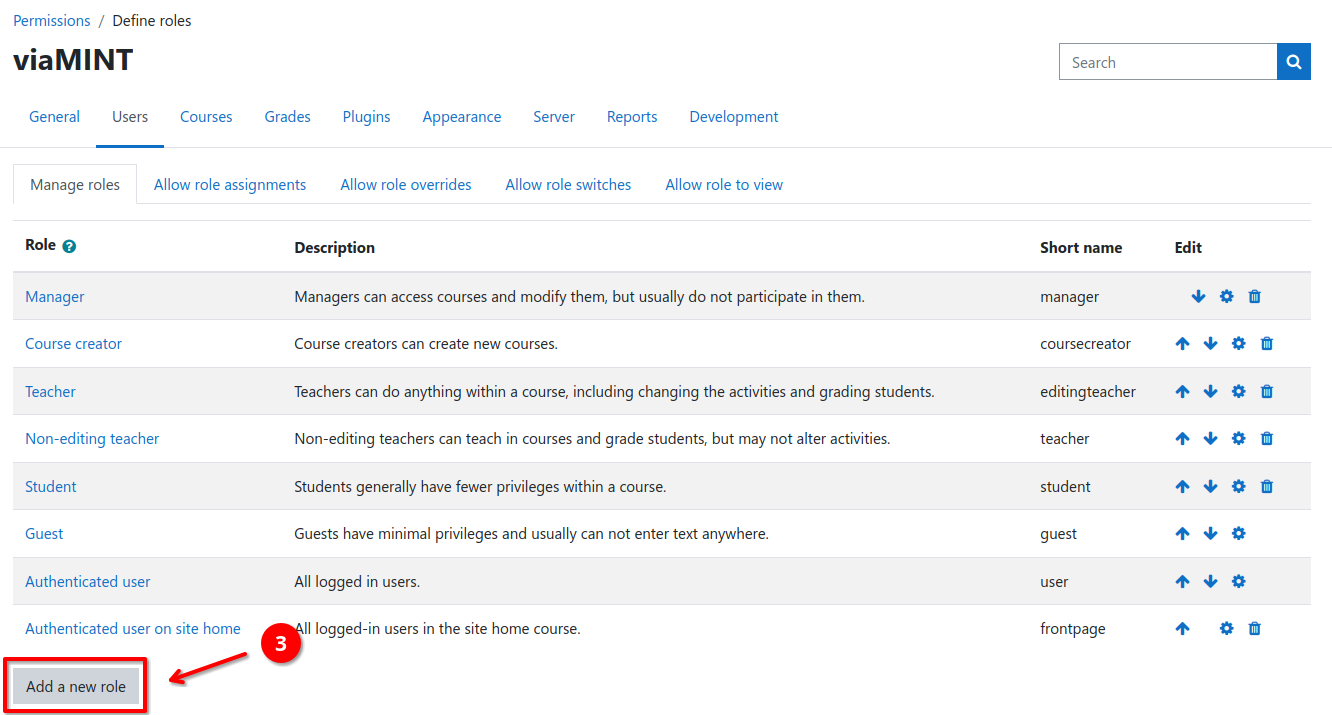 Permissions / Define roles
viaMINT
Search
General Users Courses Grades Plugins Appearance Server Reports Development
Manage roles Allow role assignments Allow role overrides Allow role switches Allow role to view
Role ? Description Short name Edit
Manager Managers can access courses and modify them, but usually do not participate in them. manager
Course creator Course creators can create new courses. coursecreator
Teacher Teachers can do anything within a course, including changing the activities and grading students. editingteacher
Non-editing teacher Non-editing teachers can teach in courses and grade students, but may not alter activities. teacher
Student Students generally have fewer privileges within a course. student
Guest Guests have minimal privileges and usually can not enter text anywhere. guest
Authenticated user All logged in users. user
Authenticated user on site home All logged-in users in the site home course. frontpage
3
Add a new role